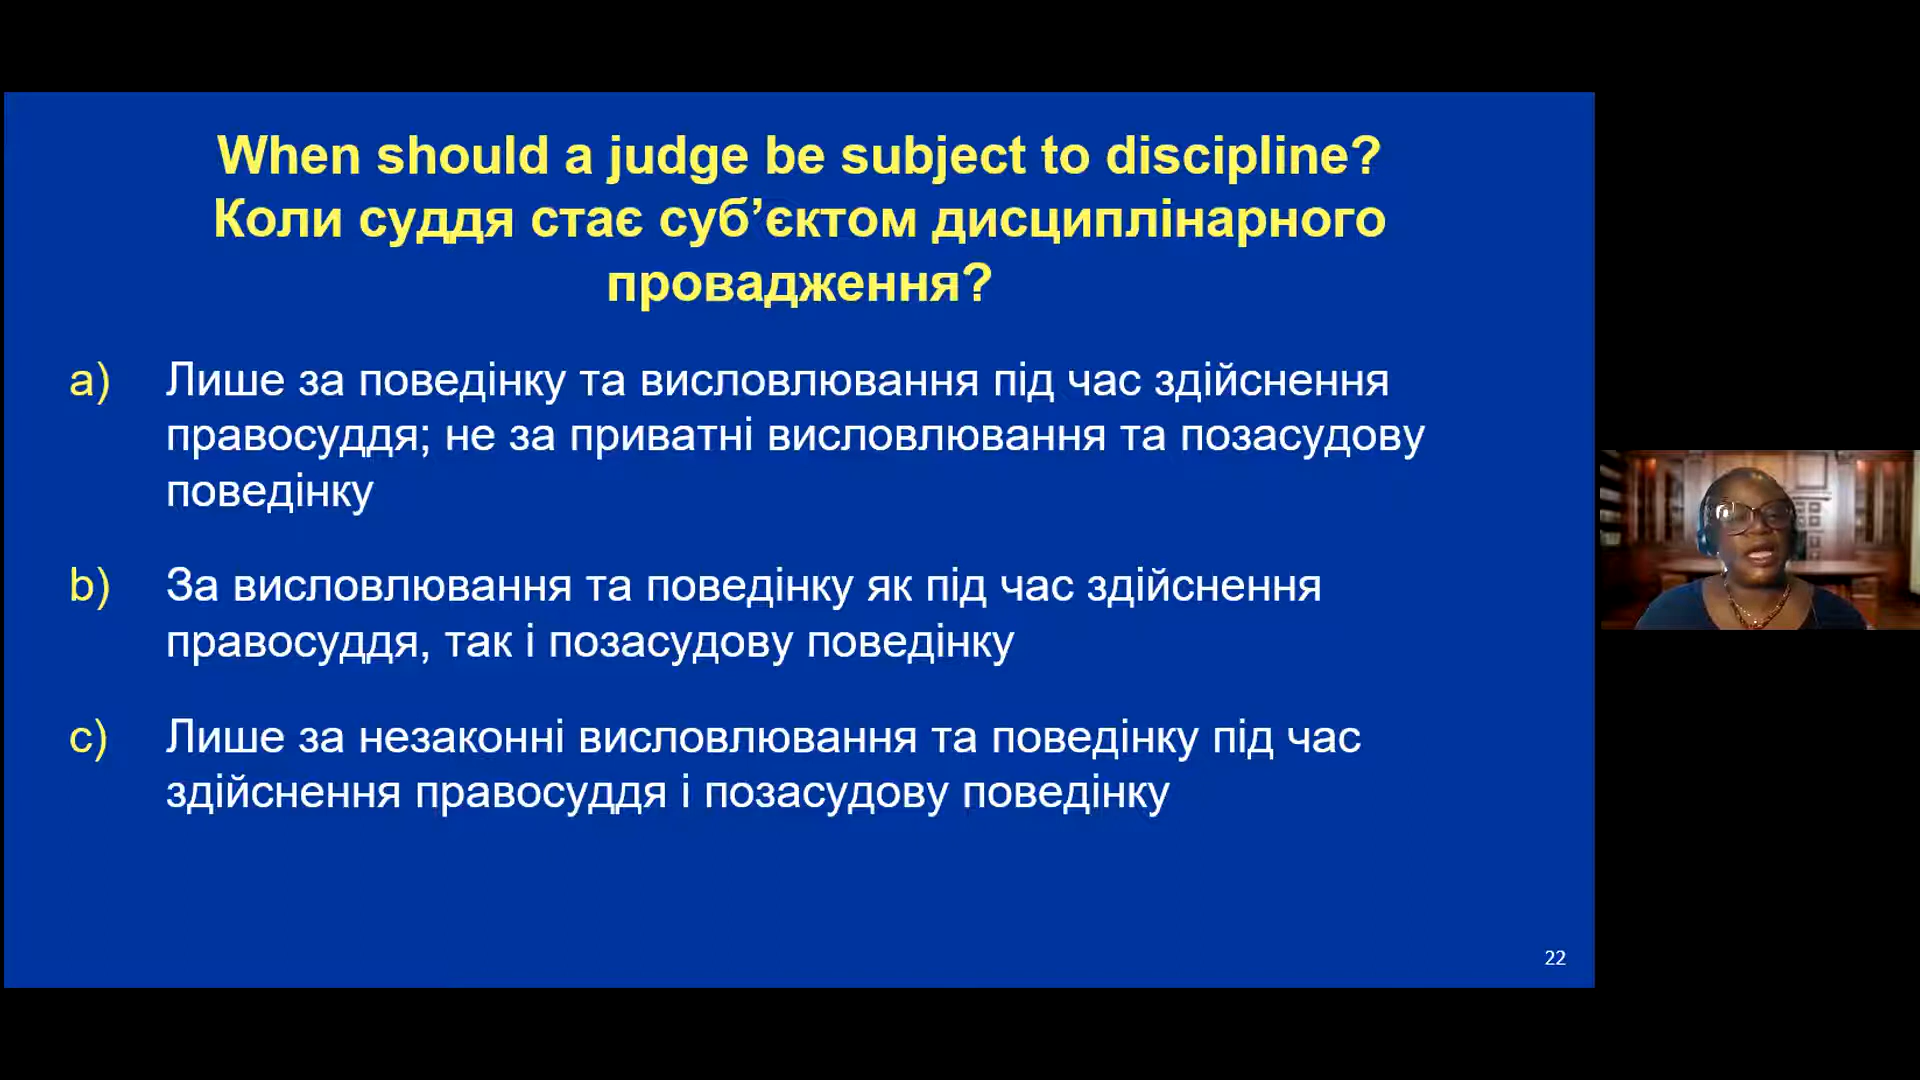 When should a judge be subject to discipline?
Коли суддя стає суб’єктом дисциплінарного
провадження?
a) Лише за поведінку та висловлювання під час здійснення
правосуддя; не за приватні висловлювання та позасудову
поведінку
b) За висловлювання та поведінку як під час здійснення
правосуддя, так і позасудову поведінку
c) Лише за незаконні висловлювання та поведінку під час
здійснення правосуддя і позасудову поведінку
22